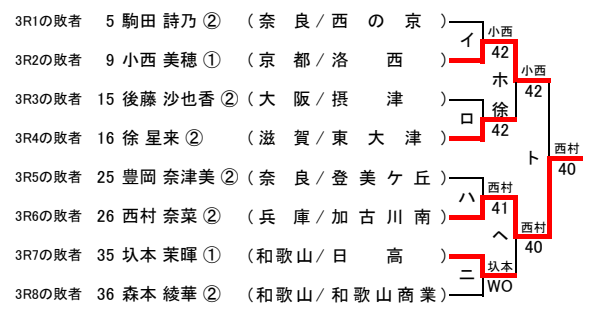 3R1の敗者 5 駒田 詩乃 ② (奈 良/西 の 京)
3R2の敗者 9 小西 美穂 ① (京 都/洛 西)
3R3の敗者 15 後藤 沙也香 ② (大 阪/摂 津)
3R4の敗者 16 徐 星来 ② (滋 賀/東 大 津)
3R5の敗者 25 豊岡 奈津美 ② (奈 良/登 美 ケ 丘)
3R6の敗者 26 西村 奈菜 ② (兵 庫/加 古 川 南)
3R7の敗者 35 圦本 茉暉 ① (和歌山/日 高)
3R8の敗者 36 森本 綾華 ② (和歌山/和 歌 山 商 業)
イ
小西
42
ロ
徐
42
ハ
西村
41
ニ
圦本
WO
ホ
小西
42
ヘ
西村
40
ト
西村
40